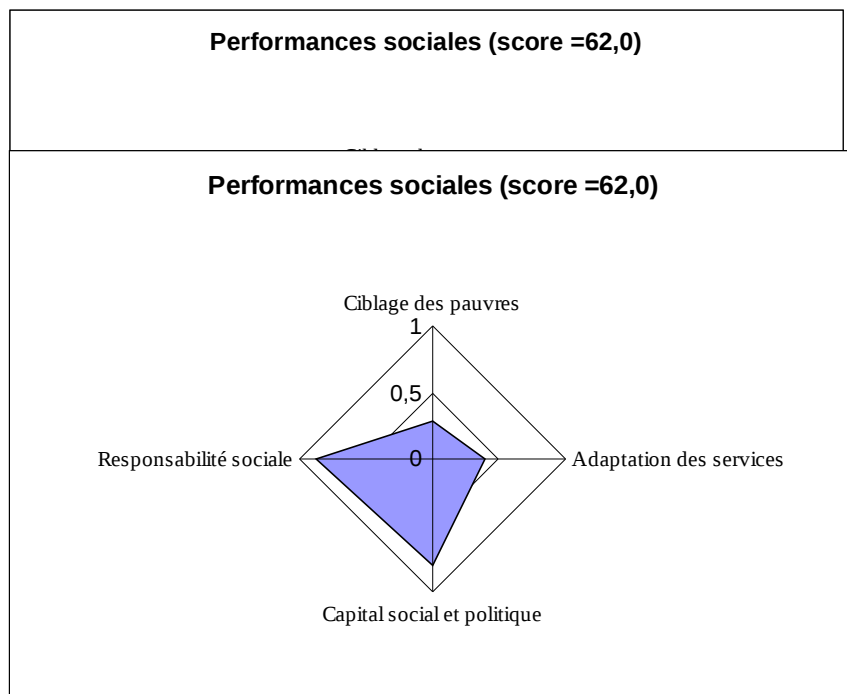 Performances sociales (score =62,0)
Performances sociales (score =62,0)
Ciblage des pauvres
1
0,5
Responsabilité sociale
0
Adaptation des services
Capital social et politique